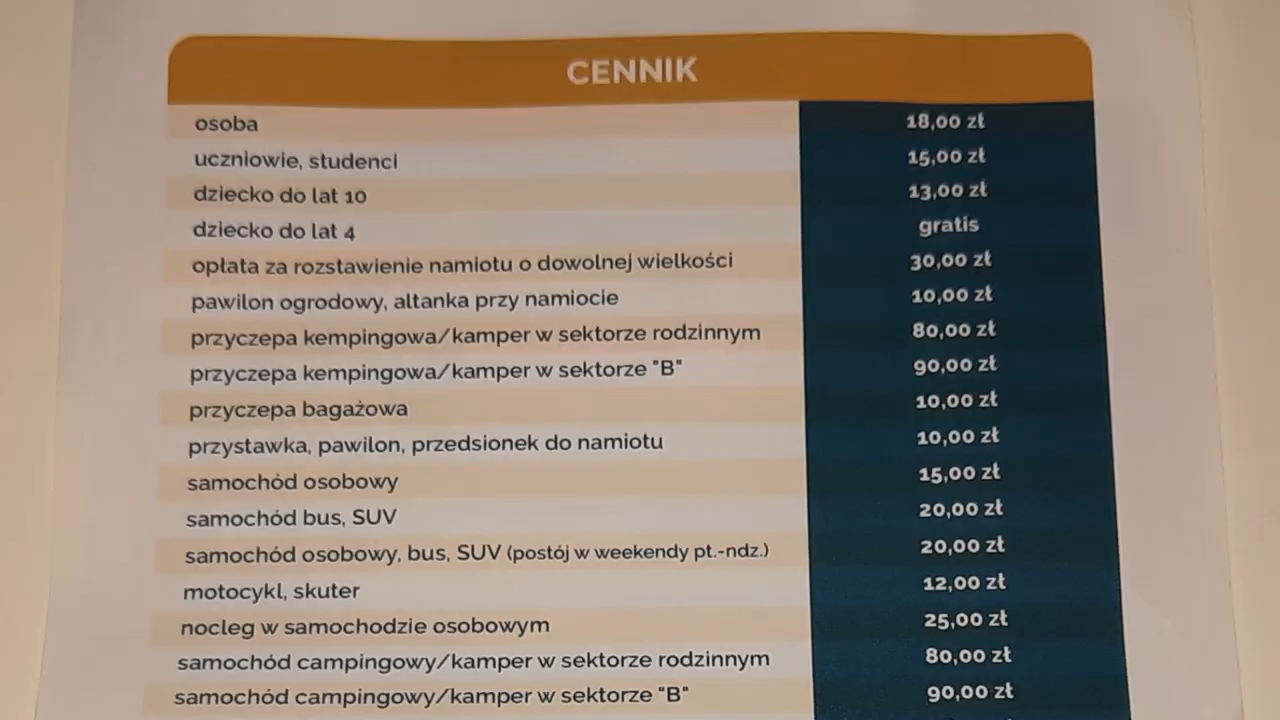 CENNIK
osoba 18,00 zł
uczniowie, studenci 15,00 zł
dziecko do lat 10 13,00 zł
dziecko do lat 4 gratis
opłata za rozstawienie namiotu o dowolnej wielkości 30,00 zł
pawilon ogrodowy, altanka przy namiocie 10,00 zł
przyczepa kempingowa/kamper w sektorze rodzinnym 80,00 zł
przyczepa kempingowa/kamper w sektorze "B" 90,00 zł
przyczepa bagażowa 10,00 zł
przystawka, pawilon, przedsionek do namiotu 10,00 zł
samochód osobowy 15,00 zł
samochód bus, SUV 20,00 zł
samochód osobowy, bus, SUV (postój w weekendy pt.-ndz.) 20,00 zł
motocykl, skuter 12,00 zł
nocleg w samochodzie osobowym 25,00 zł
samochód campingowy/kamper w sektorze rodzinnym 80,00 zł
samochód campingowy/kamper w sektorze "B" 90,00 zł